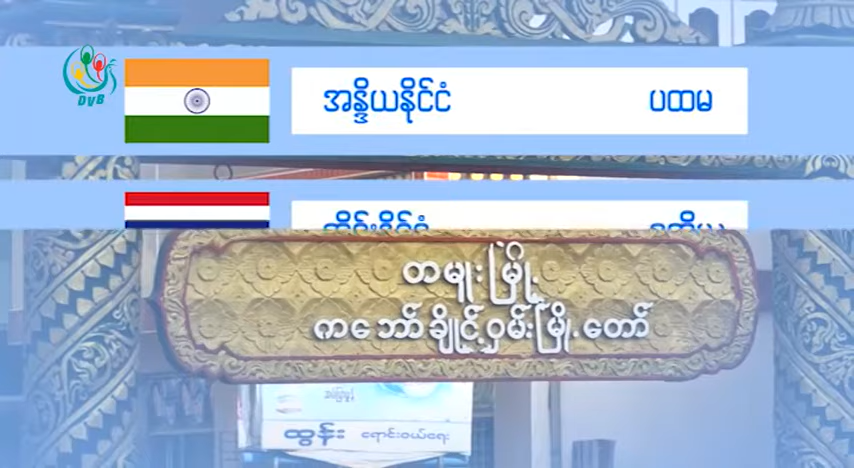 DVB
အိန္ဒိယနိုင်ငံ ပထမ
တမူးမြို့
ကဘော်ချိုင့်ဝှမ်းမြို့တော်
ထွန်း ရောင်းဝယ်ရေး